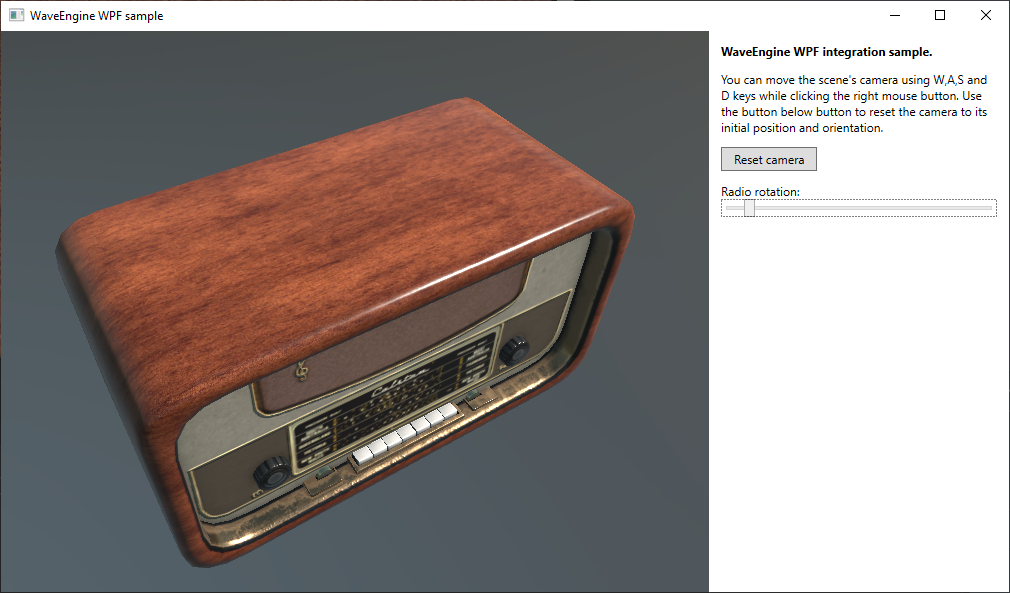 WaveEngine WPF sample
WaveEngine WPF integration sample.
You can move the scene's camera using W,A,S and
D keys while clicking the right mouse button. Use
the button below button to reset the camera to its
initial position and orientation.
Reset camera
Radio rotation: